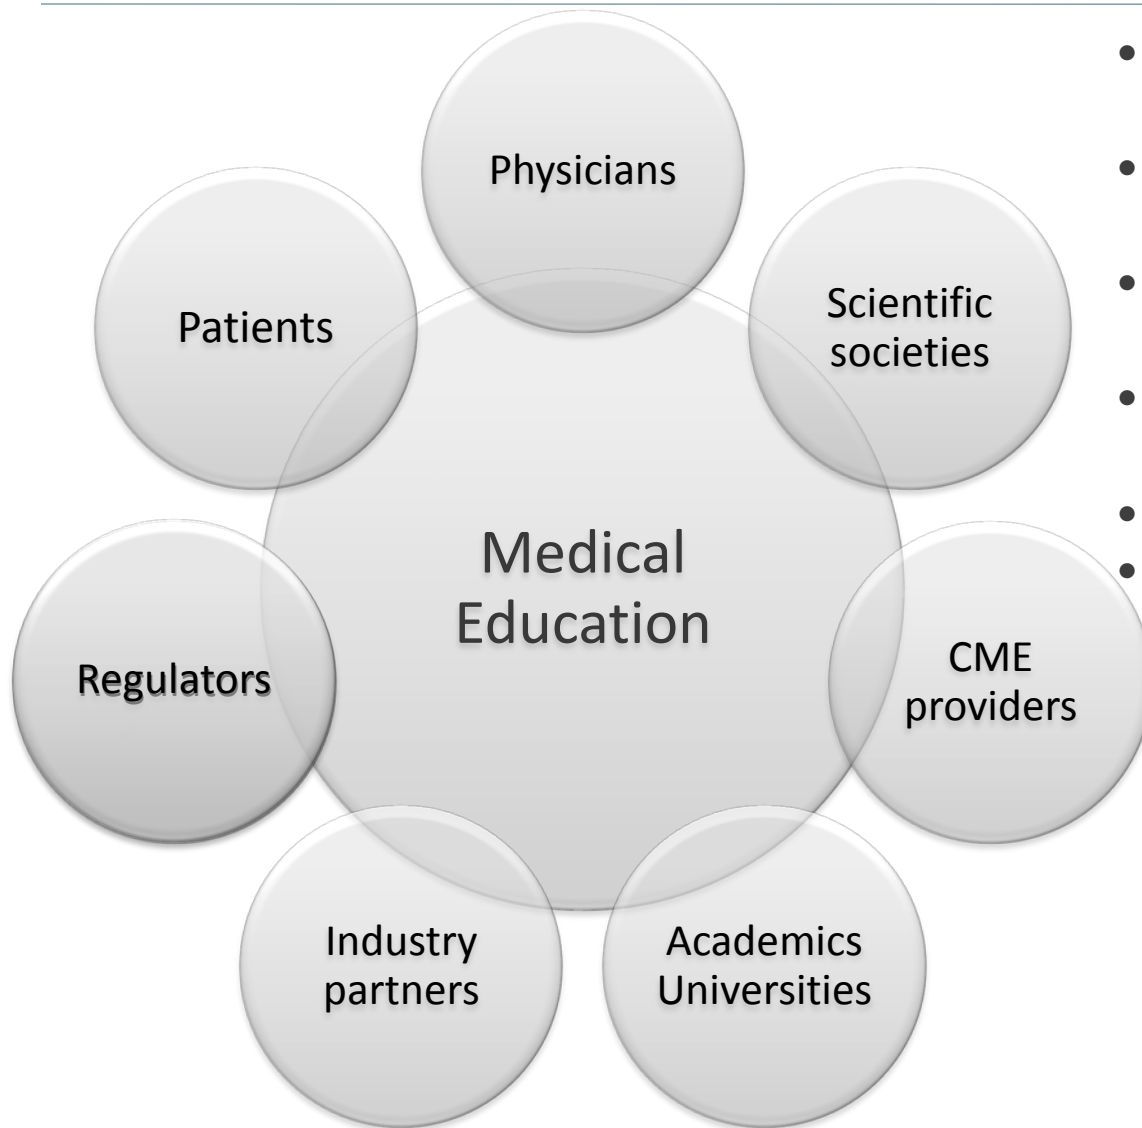 Physicians
Scientific
societies
Patients
Medical
Education
CME
providers
Regulators
Industry
partners
Academics
Universities